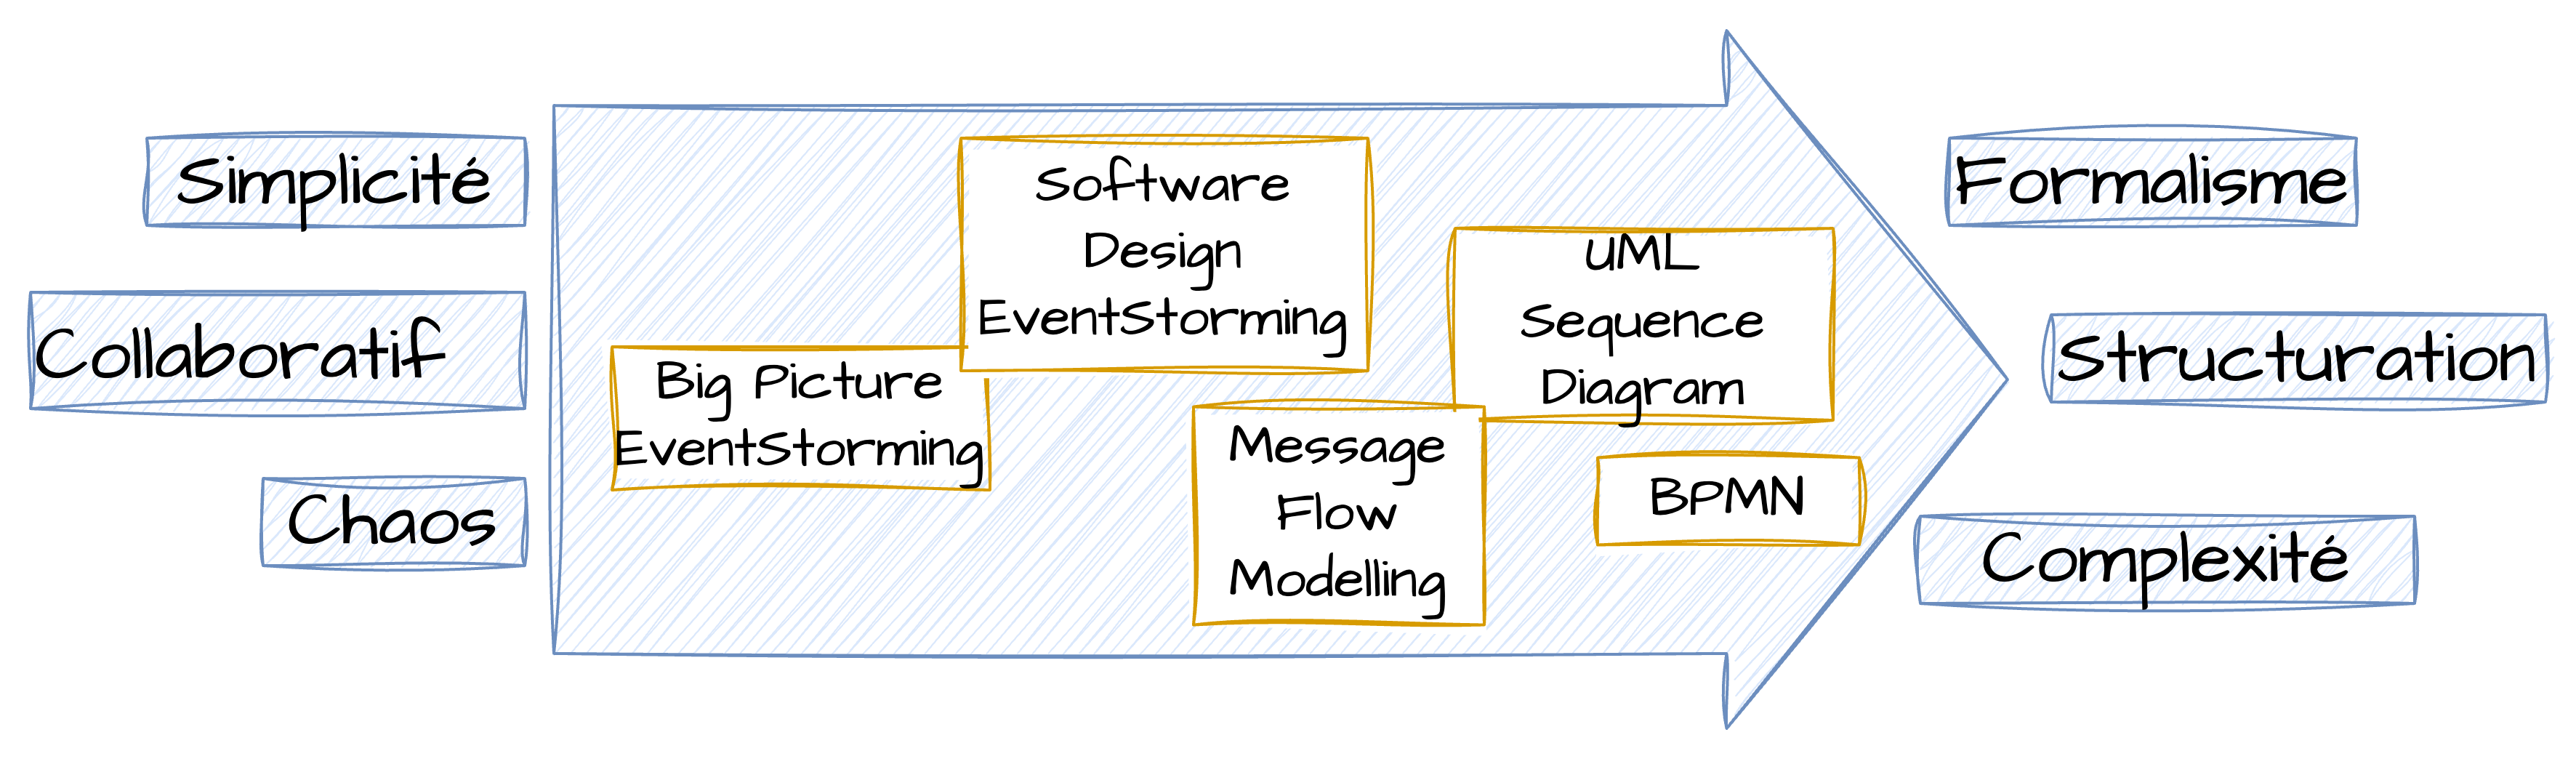 Simplicité
Collaboratif
Chaos
Big Picture
EventStorming
Software
Design
EventStorming
Message
Flow
Modelling
UML
Sequence
Diagram
BPMN
Formalisme
Structuration
Complexité